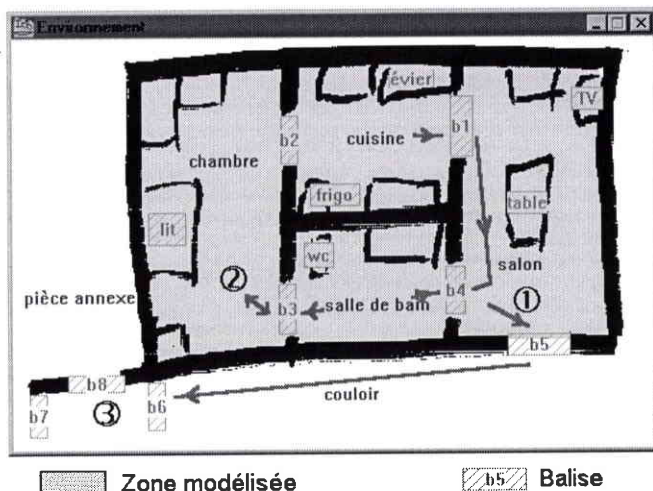 Environnement
évier
TV
b1
b2
cuisine
chambre
frigo
table
lit
wc
salon
②
①
pièce annexe
b3
salle de bain
b4
b5
b8
couloir
b7
③
b6
Zone modélisée
b5 Balise